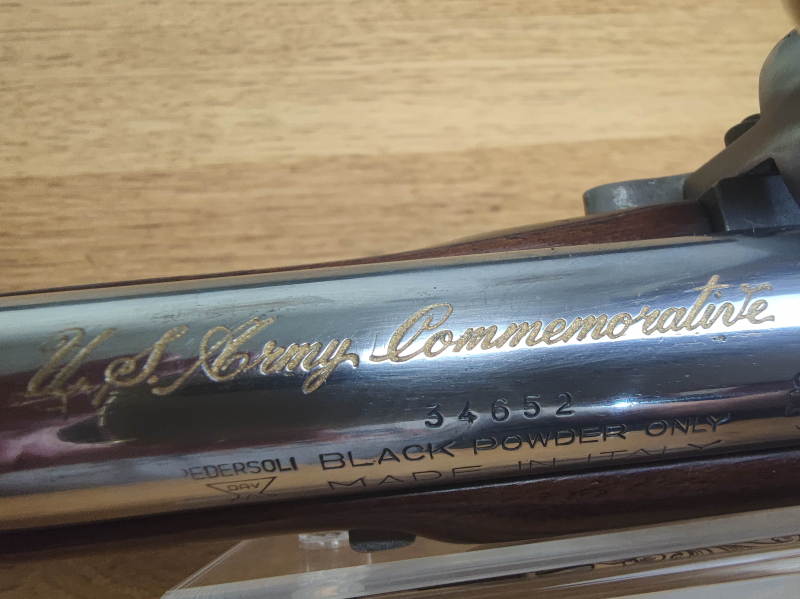 U.S. Army Commemorative
34652
PEDERSOLI BLACK POWDER ONLY
MADE IN ITALY